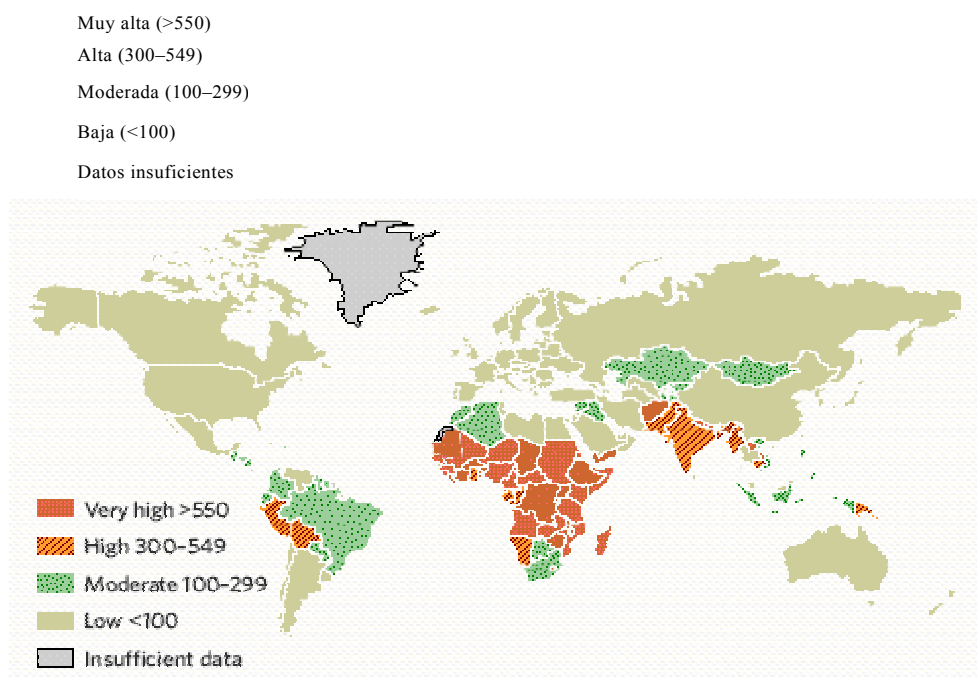 Muy alta (>550)
Alta (300–549)
Moderada (100–299)
Baja (<100)
Datos insuficientes
Very high >550
High 300–549
Moderate 100–299
Low <100
Insufficient data